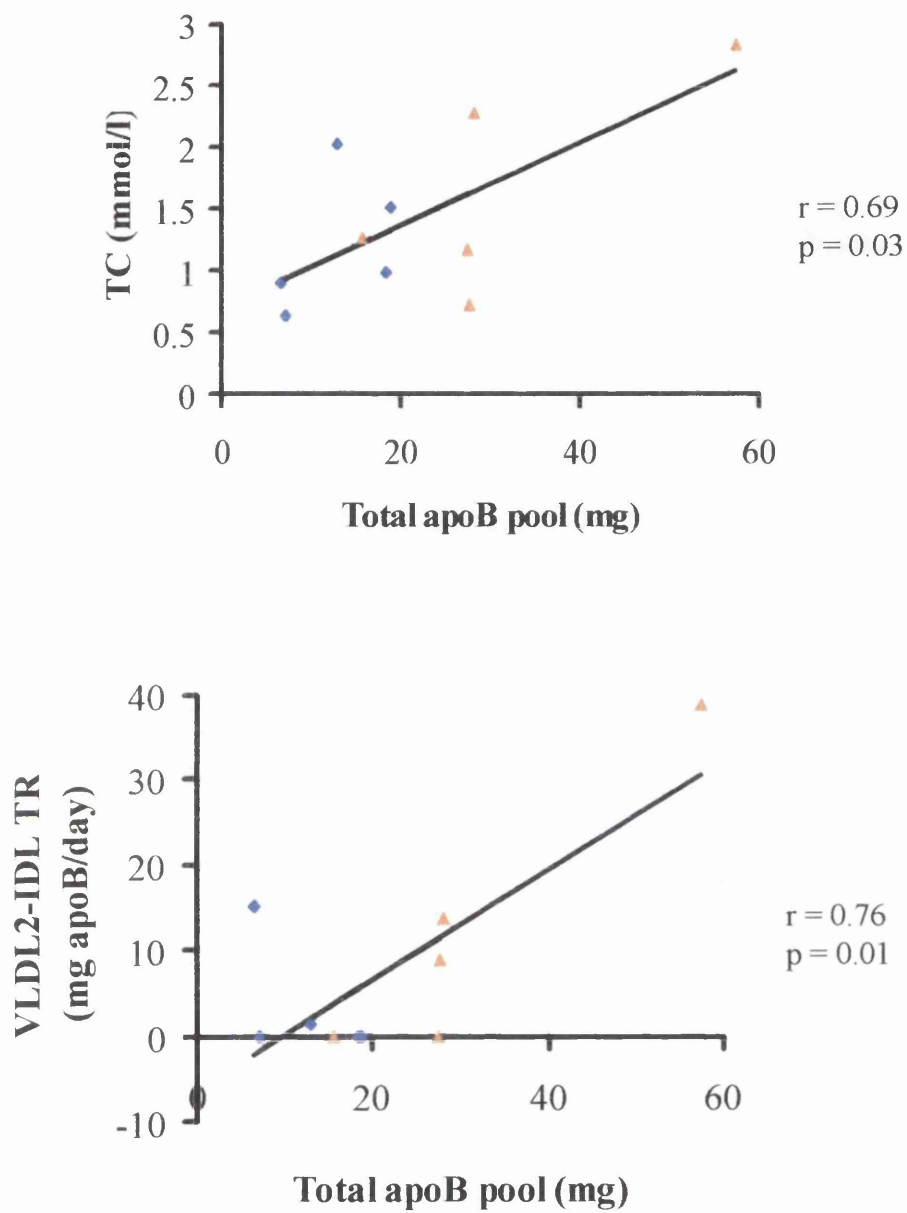 3
2.5
2
1.5
1
0.5
0
TC (mmol/l)
r = 0.69
p = 0.03
0 20 40 60
Total apoB pool (mg)
40
30
20
10
0
-10
VLDL2-IDL TR
(mg apoB/day)
r = 0.76
p = 0.01
0 20 40 60
Total apoB pool (mg)